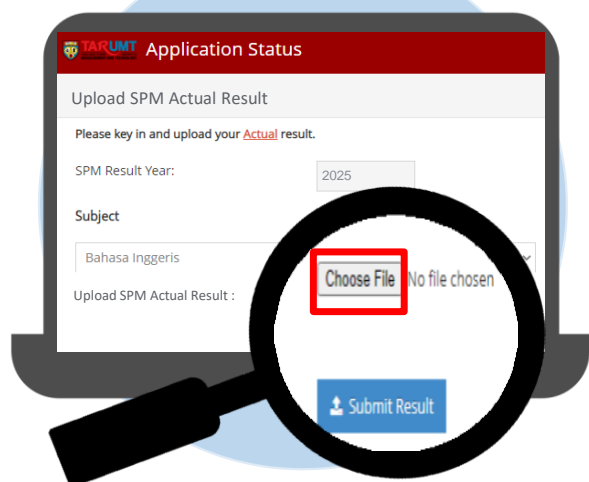 TARUMT Application Status
Upload SPM Actual Result
Please key in and upload your Actual result.
SPM Result Year: 2025
Subject
Bahasa Inggeris
Upload SPM Actual Result : Choose File No file chosen
Submit Result